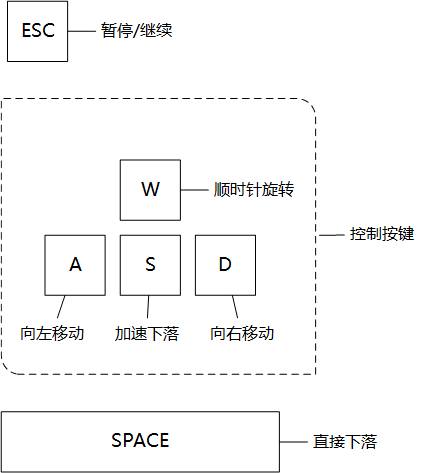 ESC 暂停/继续
W 顺时针旋转
控制按键
A S D
向左移动 加速下落 向右移动
SPACE 直接下落